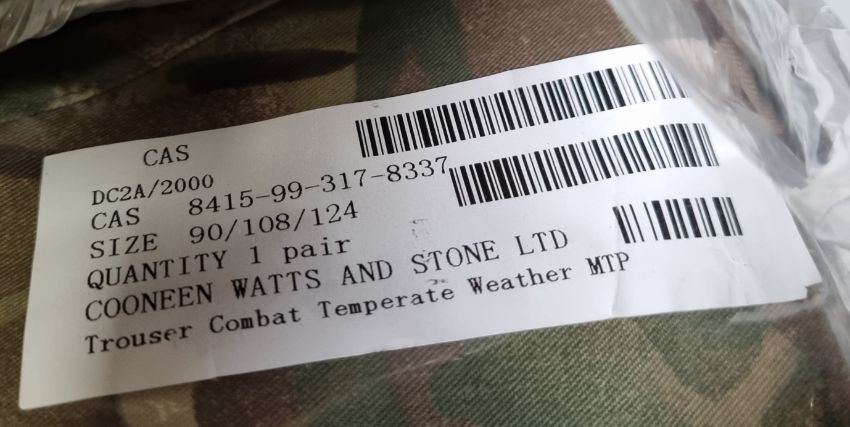 CAS
DC2A/2000
CAS 8415-99-317-8337
SIZE 90/108/124
QUANTITY 1 pair
COONEEN WATTS AND STONE LTD
Trouser Combat Temperate Weather MTP